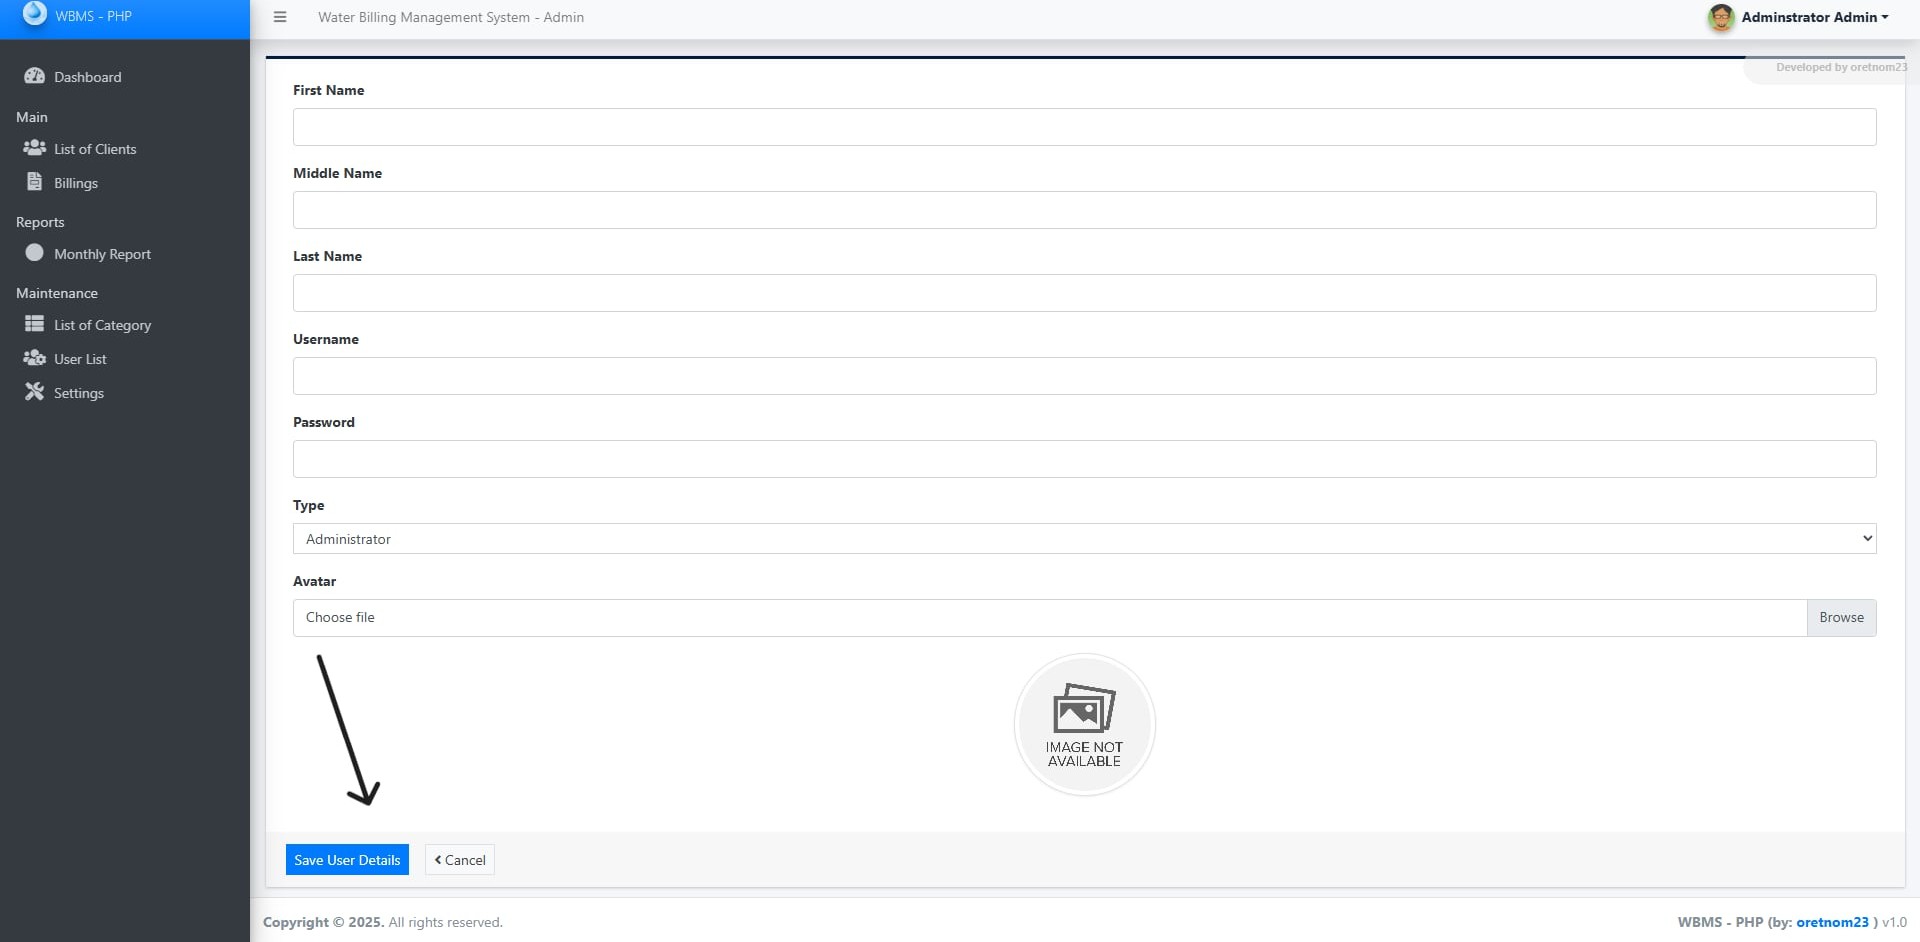 WBMS - PHP
Water Billing Management System - Admin
Adminstrator Admin
Developed by oretnom23
Dashboard
Main
List of Clients
Billings
Reports
Monthly Report
Maintenance
List of Category
User List
Settings
First Name
Middle Name
Last Name
Username
Password
Type
Administrator
Avatar
Choose file
Browse
IMAGE NOT
AVAILABLE
Save User Details
Cancel
Copyright © 2025. All rights reserved.
WBMS - PHP (by: oretnom23 ) v1.0